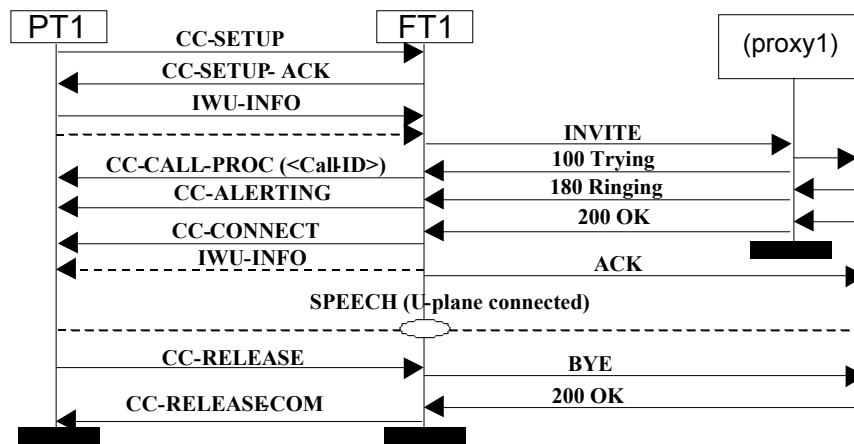 PT1
FT1
(proxy1)
CC-SETUP
CC-SETUP- ACK
IWU-INFO
INVITE
100 Trying
CC-CALL-PROC (<Call-ID>)
180 Ringing
CC-ALERTING
200 OK
CC-CONNECT
IWU-INFO
ACK
SPEECH (U-plane connected)
CC-RELEASE
BYE
200 OK
CC-RELEASE-COM